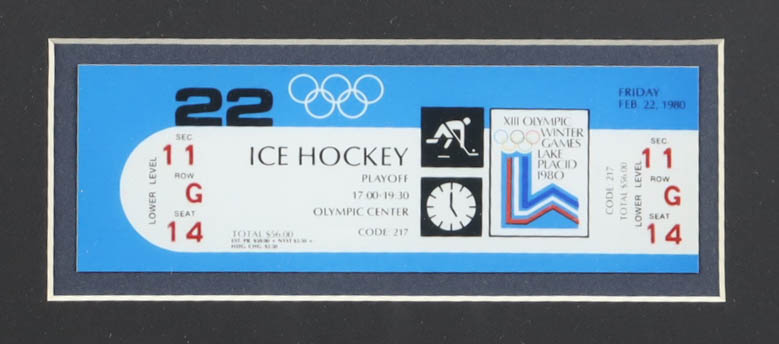 22
SEC.
11
ROW
G
SEAT
14
LOWER LEVEL
ICE HOCKEY
PLAYOFF
17:00-19:30
OLYMPIC CENTER
CODE 217
TOTAL $56.00
XIII OLYMPIC
WINTER
GAMES
LAKE
PLACID
1980
FRIDAY
FEB. 22, 1980
CODE 217
TOTAL $56.00
LOWER LEVEL
SEC.
11
ROW
G
SEAT
14